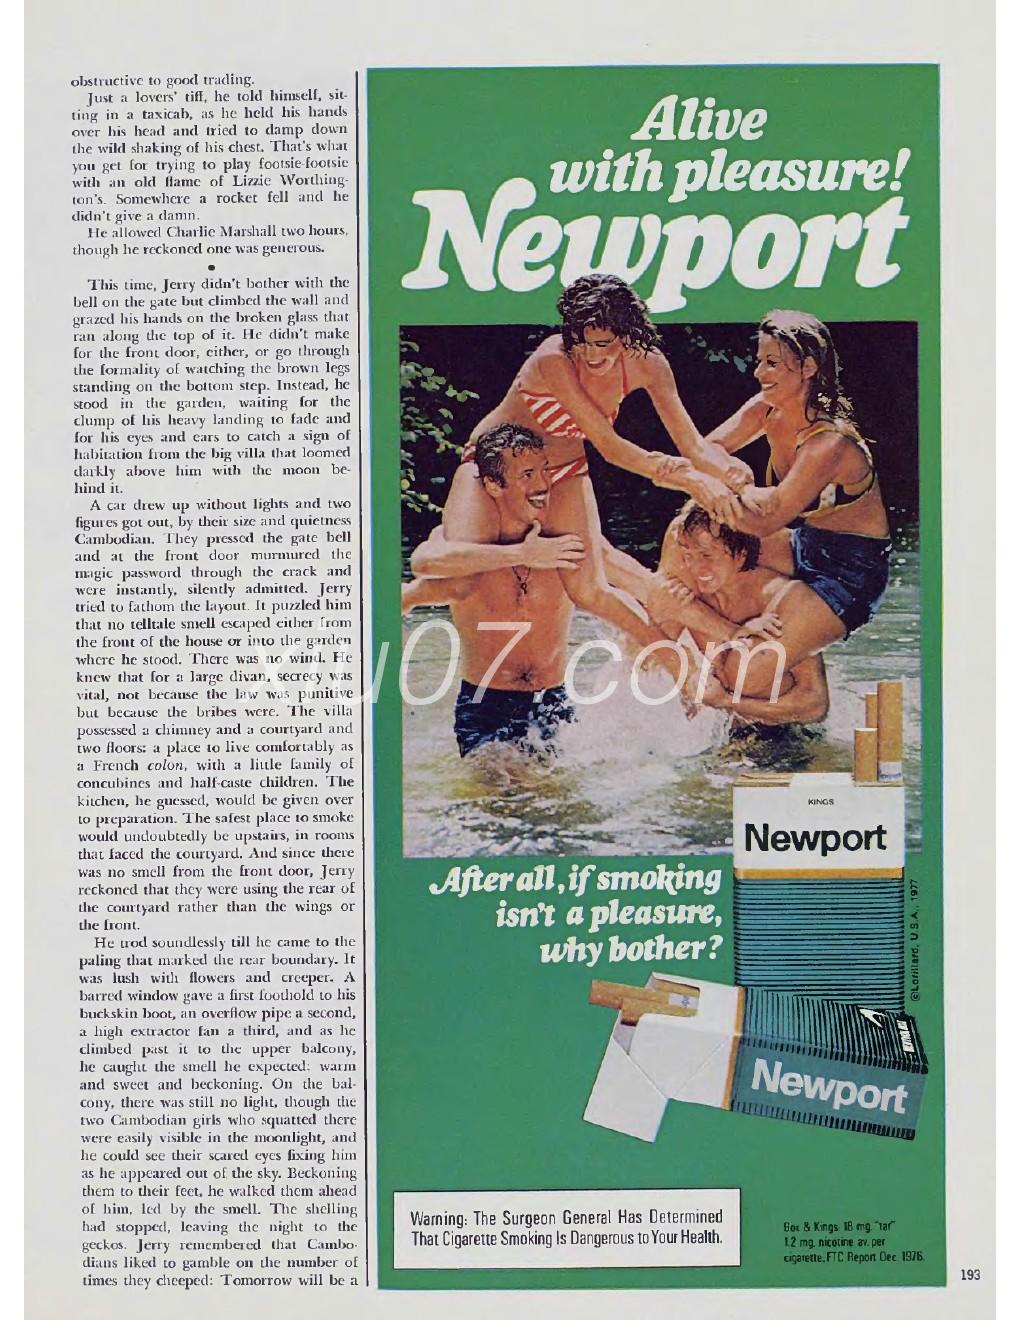 obstructive to good trading.
Just a lovers' tiff, he told himself, sit-
ting in a taxicab, as he held his hands
over his head and tried to damp down
the wild shaking of his chest. That's what
you get for trying to play footsie-footsie
with an old flame of Lizzie Worthing-
ton's. Somewhere a rocket fell and he
didn't give a damn.
He allowed Charlie Marshall two hours,
though he reckoned one was generous.
•
This time, Jerry didn't bother with the
bell on the gate but climbed the wall and
grazed his hands on the broken glass that
ran along the top of it. He didn't make
for the front door, either, or go through
the formality of watching the brown legs
standing on the bottom step. Instead, he
stood in the garden, waiting for the
clump of his heavy landing to fade and
for his eyes and ears to catch a sign of
habitation from the big villa that loomed
darkly above him with the moon be-
hind it.
A car drew up without lights and two
figures got out, by their size and quietness
Cambodian. They pressed the gate bell
and at the front door murmured the
magic password through the crack and
were instantly, silently admitted. Jerry
tried to fathom the layout. It puzzled him
that no telltale smell escaped either from
the front of the house or into the garden
where he stood. There was no wind. He
knew that for a large divan, secrecy was
vital, not because the law was punitive
but because the bribes were. The villa
possessed a chimney and a courtyard and
two floors: a place to live comfortably as
a French colon, with a little family of
concubines and half-caste children. The
kitchen, he guessed, would be given over
to preparation. The safest place to smoke
would undoubtedly be upstairs, in rooms
that faced the courtyard. And since there
was no smell from the front door, Jerry
reckoned that they were using the rear of
the courtyard rather than the wings or
the front.
He trod soundlessly till he came to the
paling that marked the rear boundary. It
was lush with flowers and creeper. A
barred window gave a first foothold to his
buckskin boot, an overflow pipe a second,
a high extractor fan a third, and as he
climbed past it to the upper balcony,
he caught the smell he expected: warm
and sweet and beckoning. On the bal-
cony, there was still no light, though the
two Cambodian girls who squatted there
were easily visible in the moonlight, and
he could see their scared eyes fixing him
as he appeared out of the sky. Beckoning
them to their feet, he walked them ahead
of him, led by the smell. The shelling
had stopped, leaving the night to the
geckos. Jerry remembered that Cambo-
dians liked to gamble on the number of
times they cheeped: Tomorrow will be a
Alive
with pleasure!
Newport
xiu07.com
KINGS
Newport
After all, if smoking
isn't a pleasure,
why bother?
©Lorillard, U.S.A., 1977
Newport
Warning: The Surgeon General Has Determined
That Cigarette Smoking Is Dangerous to Your Health.
Box & Kings: 18 mg. "tar"
1.2 mg. nicotine av. per
cigarette, FTC Report Dec. 1976.
193